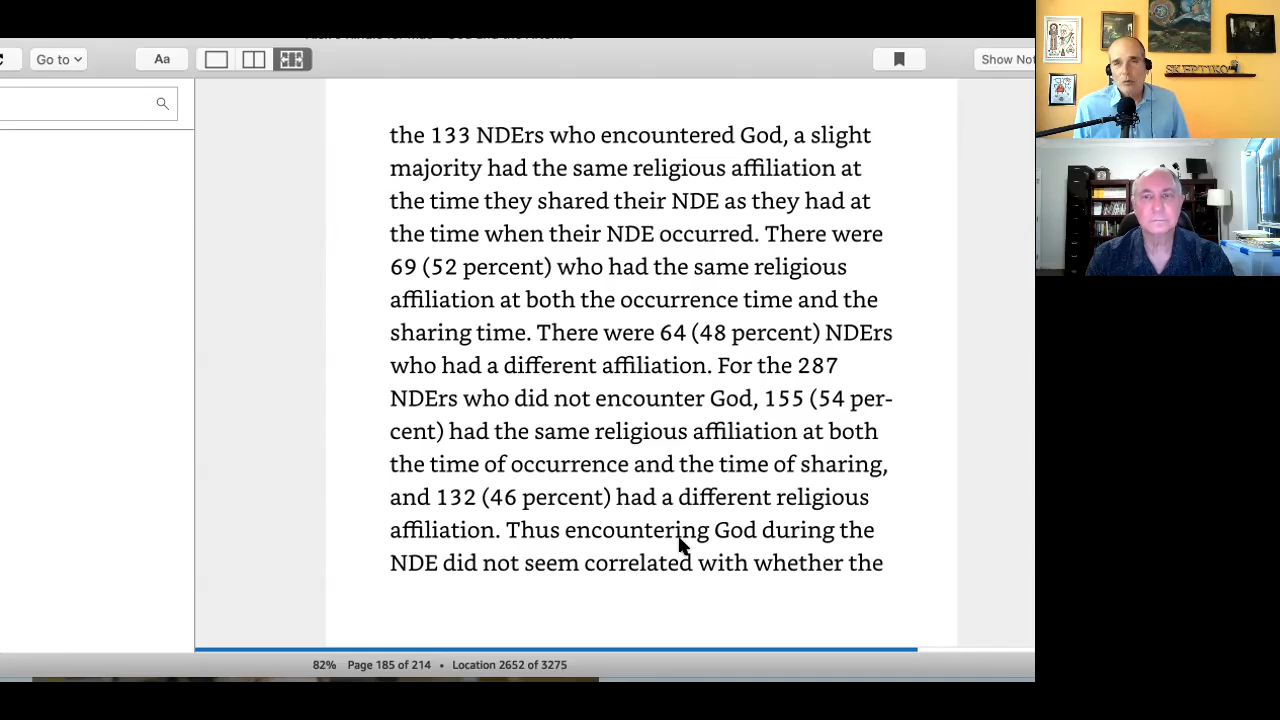 Go to
Aa
Show Not
the 133 NDErs who encountered God, a slight
majority had the same religious affiliation at
the time they shared their NDE as they had at
the time when their NDE occurred. There were
69 (52 percent) who had the same religious
affiliation at both the occurrence time and the
sharing time. There were 64 (48 percent) NDErs
who had a different affiliation. For the 287
NDErs who did not encounter God, 155 (54 per-
cent) had the same religious affiliation at both
the time of occurrence and the time of sharing,
and 132 (46 percent) had a different religious
affiliation. Thus encountering God during the
NDE did not seem correlated with whether the
82% Page 185 of 214 • Location 2652 of 3275
SKEPTIKO